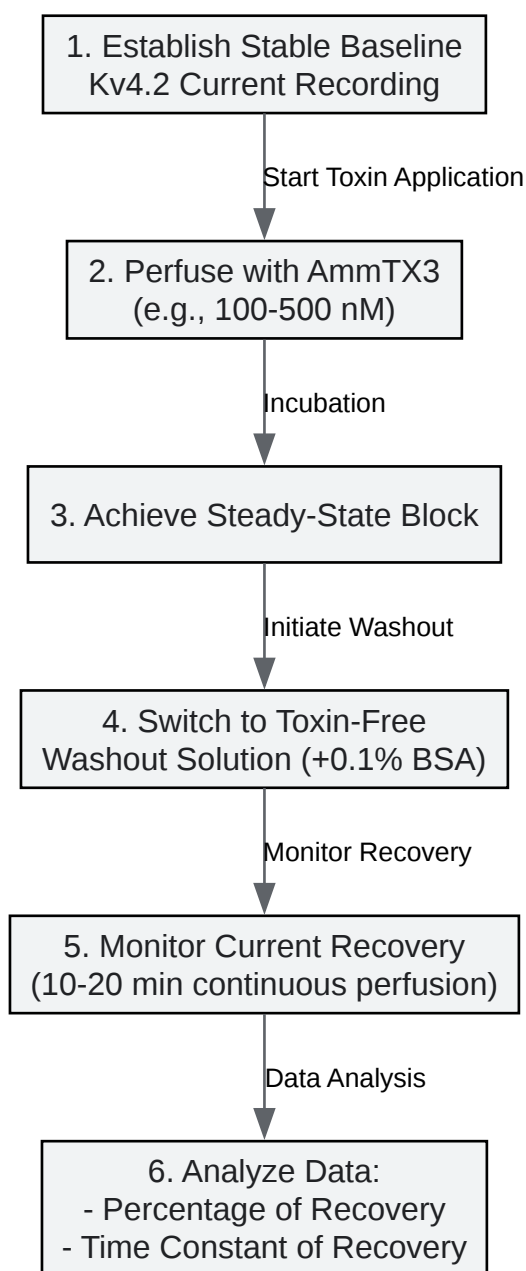 1. Establish Stable Baseline
Kv4.2 Current Recording
Start Toxin Application
2. Perfuse with AmmTX3
(e.g., 100-500 nM)
Incubation
3. Achieve Steady-State Block
Initiate Washout
4. Switch to Toxin-Free
Washout Solution (+0.1% BSA)
Monitor Recovery
5. Monitor Current Recovery
(10-20 min continuous perfusion)
Data Analysis
6. Analyze Data:
- Percentage of Recovery
- Time Constant of Recovery